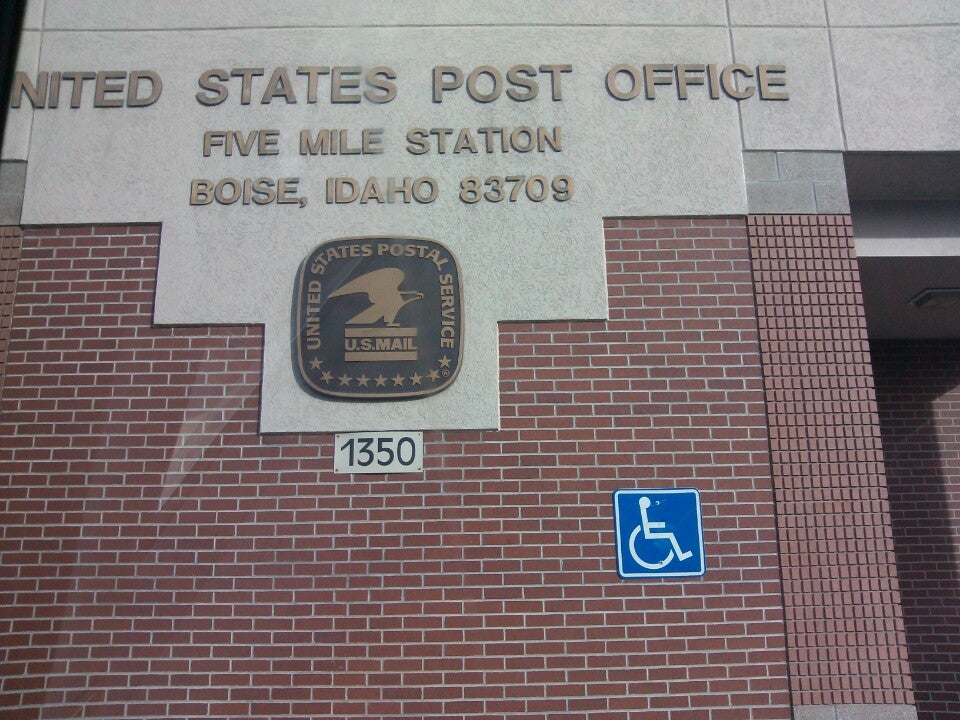 NITED STATES POST OFFICE
FIVE MILE STATION
BOISE, IDAHO 83709
UNITED STATES POSTAL SERVICE
U.S.MAIL
®
1350